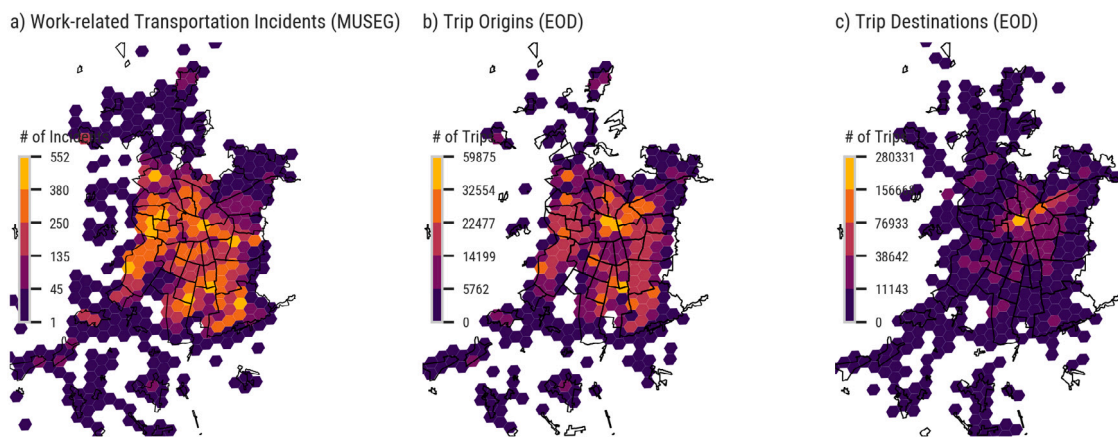 a) Work-related Transportation Incidents (MUSEG)
# of Incide
552
380
250
135
45
1
b) Trip Origins (EOD)
# of Trips
59875
32554
22477
14199
5762
0
c) Trip Destinations (EOD)
# of Trips
280331
76933
38642
11143
0